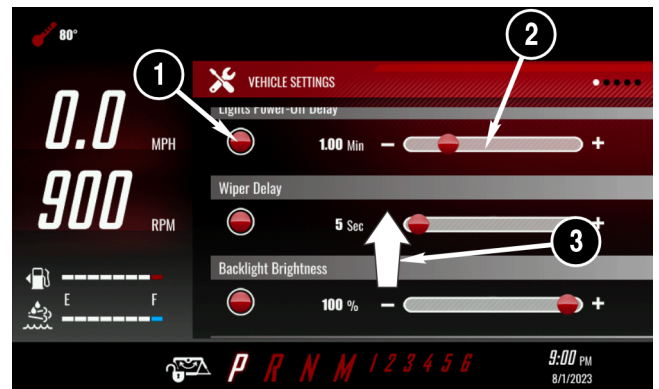 80°
1
2
VEHICLE SETTINGS
Lights Power-Off Delay
0.0 MPH
1.00 Min − +
Wiper Delay
900 RPM
5 Sec +
3
Backlight Brightness
E F
100 % − +
P R N M 1 2 3 4 5 6
9:00 PM
8/1/2023